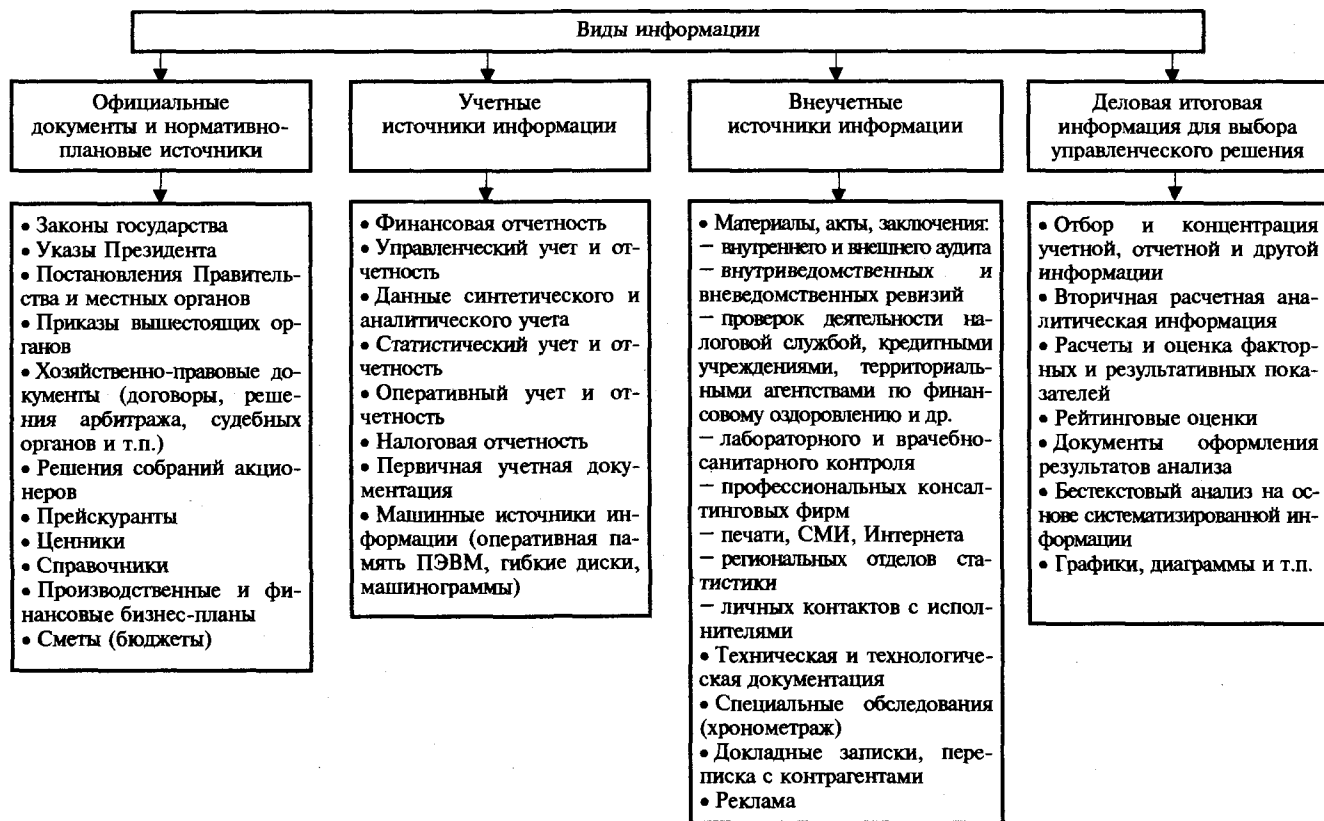 Виды информации
Официальные
документы и нормативно-
плановые источники
Учетные
источники информации
Внеучетные
источники информации
Деловая итоговая
информация для выбора
управленческого решения
• Законы государства
• Указы Президента
• Постановления Правитель-
ства и местных органов
• Приказы вышестоящих ор-
ганов
• Хозяйственно-правовые до-
кументы (договоры, реше-
ния арбитража, судебных
органов и т.п.)
• Решения собраний акцио-
неров
• Прейскуранты
• Ценники
• Справочники
• Производственные и фи-
нансовые бизнес-планы
• Сметы (бюджеты)
• Финансовая отчетность
• Управленческий учет и от-
четность
• Данные синтетического и
аналитического учета
• Статистический учет и от-
четность
• Оперативный учет и от-
четность
• Налоговая отчетность
• Первичная учетная доку-
ментация
• Машинные источники ин-
формации (оперативная па-
мять ПЭВМ, гибкие диски,
машинограммы)
• Материалы, акты, заключения:
— внутреннего и внешнего аудита
— внутриведомственных и
вневедомственных ревизий
— проверок деятельности на-
логовой службой, кредитными
учреждениями, территориаль-
ными агентствами по финан-
совому оздоровлению и др.
— лабораторного и врачебно-
санитарного контроля
— профессиональных консал-
тинговых фирм
— печати, СМИ, Интернета
— региональных отделов ста-
тистики
— личных контактов с испол-
нителями
• Техническая и технологиче-
ская документация
• Специальные обследования
(хронометраж)
• Докладные записки, пере-
писка с контрагентами
• Реклама
• Отбор и концентрация
учетной, отчетной и другой
информации
• Вторичная расчетная ана-
литическая информация
• Расчеты и оценка фактор-
ных и результативных пока-
зателей
• Рейтинговые оценки
• Документы оформления
результатов анализа
• Бестекстовый анализ на ос-
нове систематизированной ин-
формации
• Графики, диаграммы и т.п.